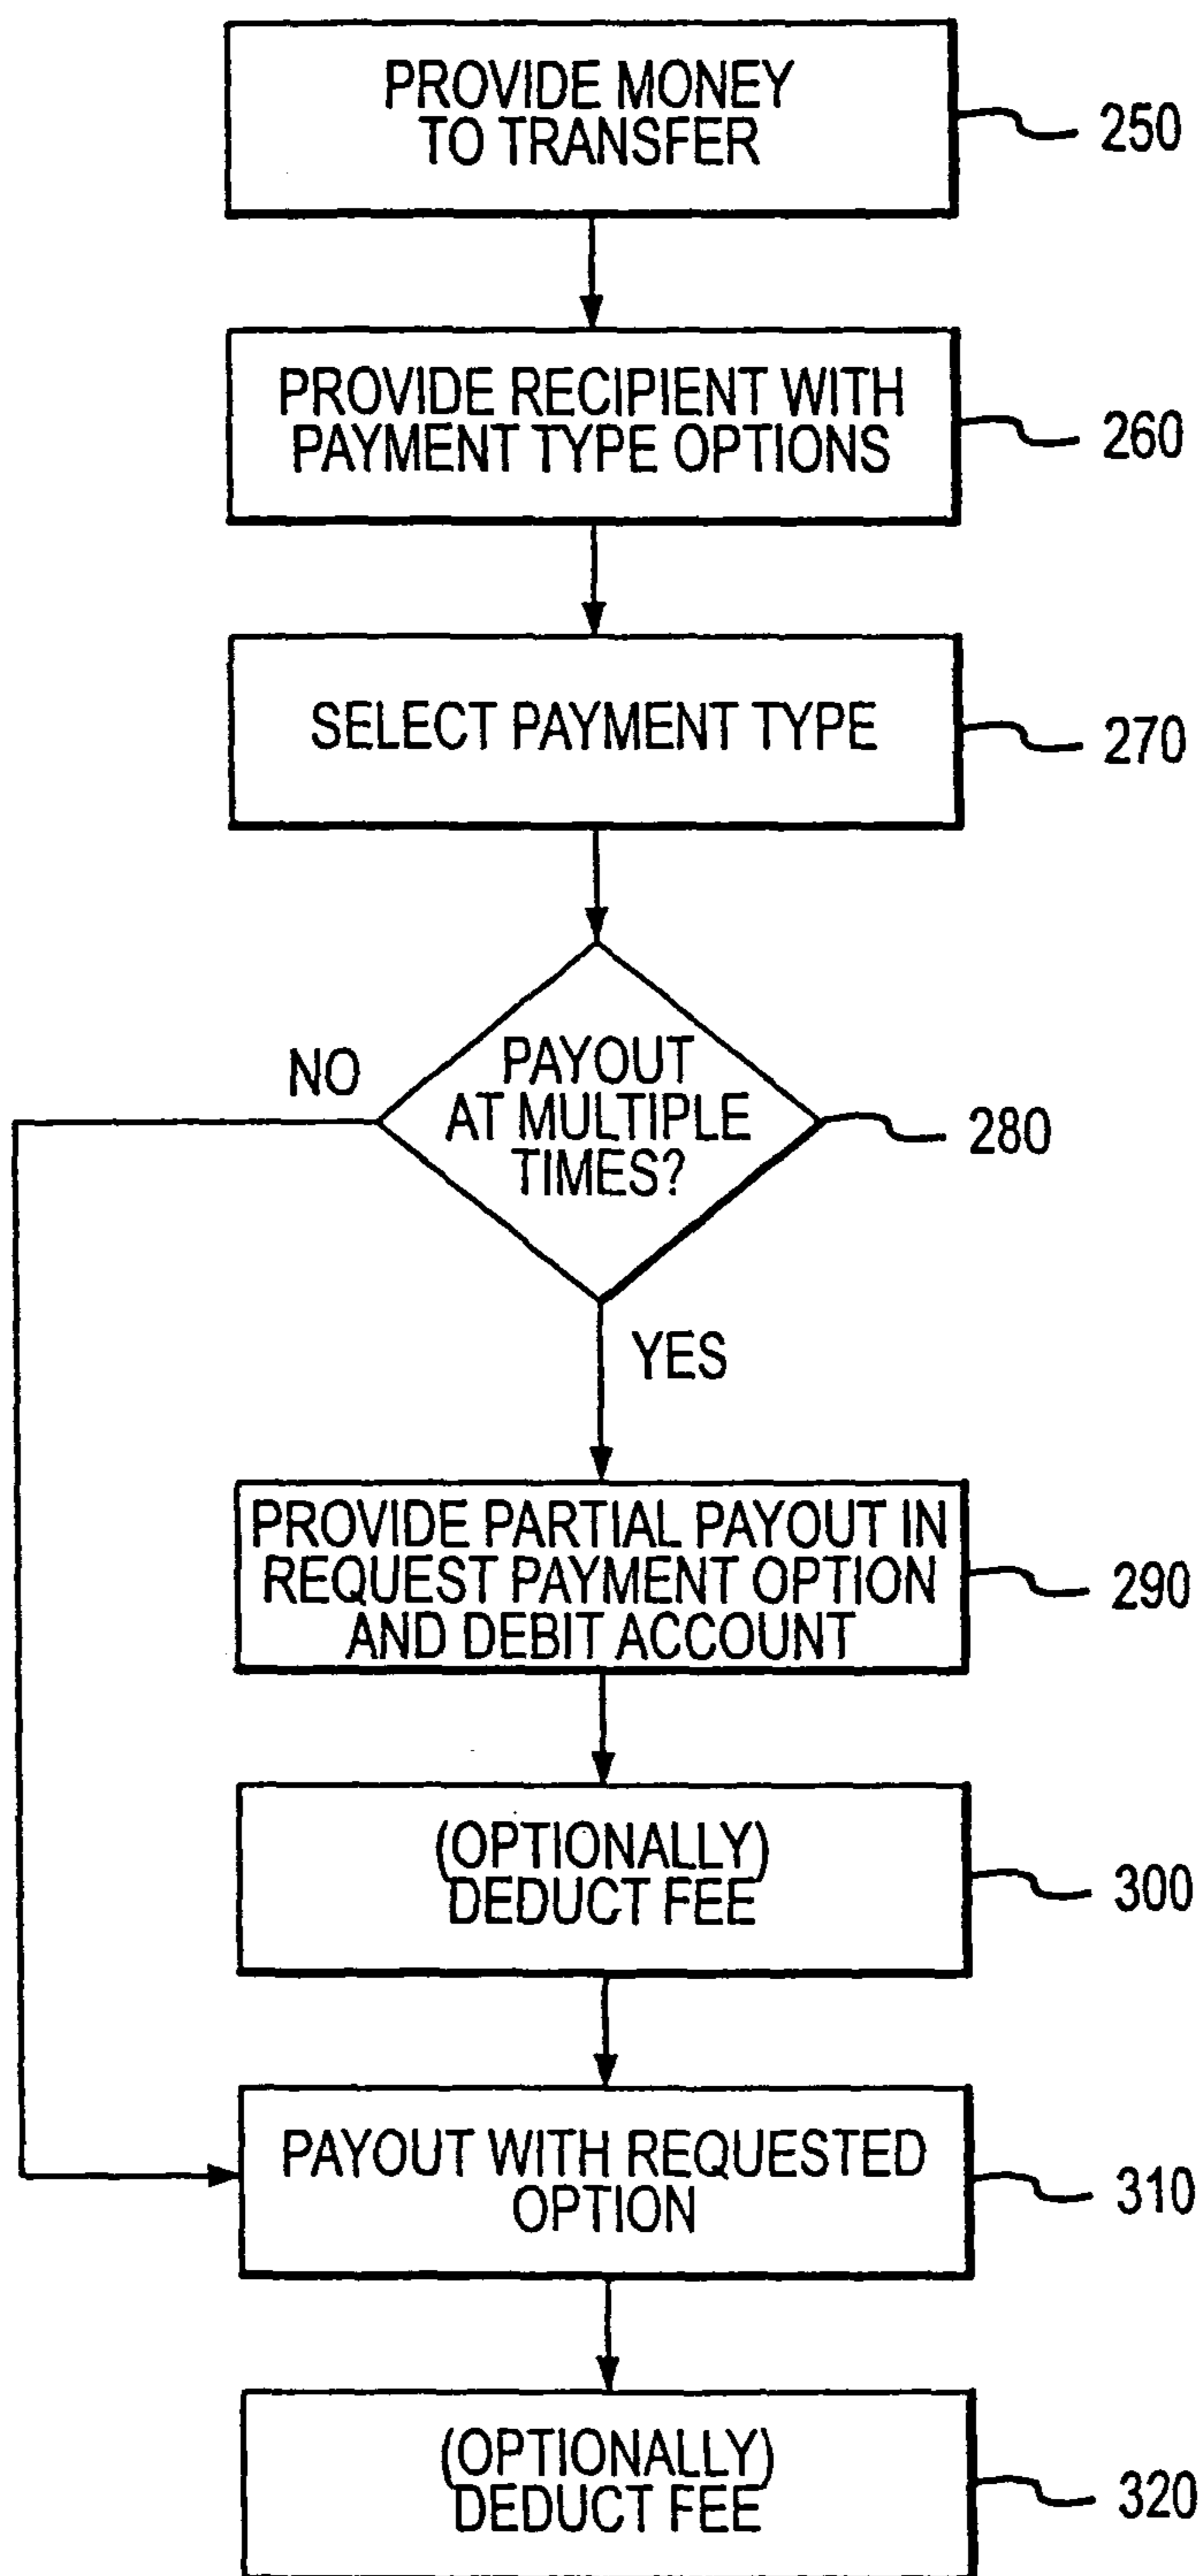 PROVIDE MONEY
TO TRANSFER
250
PROVIDE RECIPIENT WITH
PAYMENT TYPE OPTIONS
260
SELECT PAYMENT TYPE
270
NO
PAYOUT
AT MULTIPLE
TIMES?
280
YES
PROVIDE PARTIAL PAYOUT IN
REQUEST PAYMENT OPTION
AND DEBIT ACCOUNT
290
(OPTIONALLY)
DEDUCT FEE
300
PAYOUT WITH REQUESTED
OPTION
310
(OPTIONALLY)
DEDUCT FEE
320